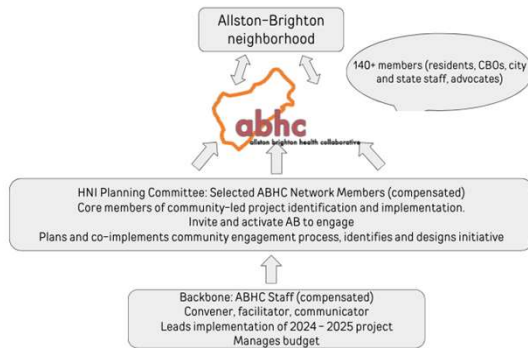 Allston-Brighton
neighborhood
140+ members (residents, CBOs, city
and state staff, advocates)
abhc
allston brighton health collaborative
HNI Planning Committee: Selected ABHC Network Members (compensated)
Core members of community-led project identification and implementation.
Invite and activate AB to engage
Plans and co-implements community engagement process, identifies and designs initiative
Backbone: ABHC Staff (compensated)
Convener, facilitator, communicator
Leads implementation of 2024 – 2025 project
Manages budget